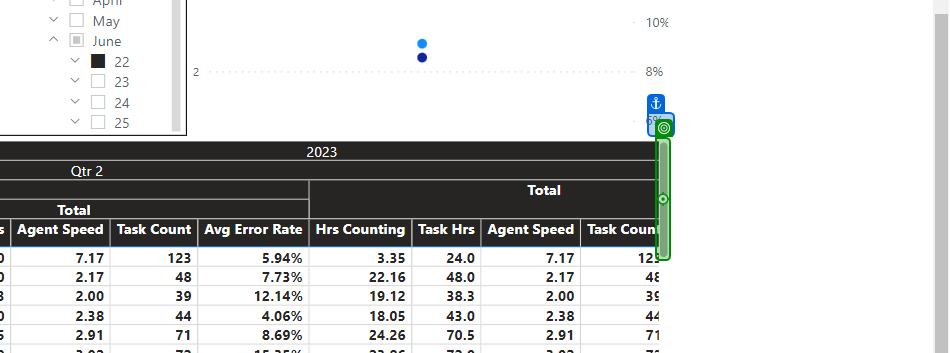 April
May
June
22
23
24
25
10%
2
8%
6%
2023
Qtr 2
Total
Total
s Agent Speed Task Count Avg Error Rate Hrs Counting Task Hrs Agent Speed Task Count
0 7.17 123 5.94% 3.35 24.0 7.17 123
0 2.17 48 7.73% 22.16 48.0 2.17 48
3 2.00 39 12.14% 19.12 38.3 2.00 39
0 2.38 44 4.06% 18.05 43.0 2.38 44
5 2.91 71 8.69% 24.26 70.5 2.91 71